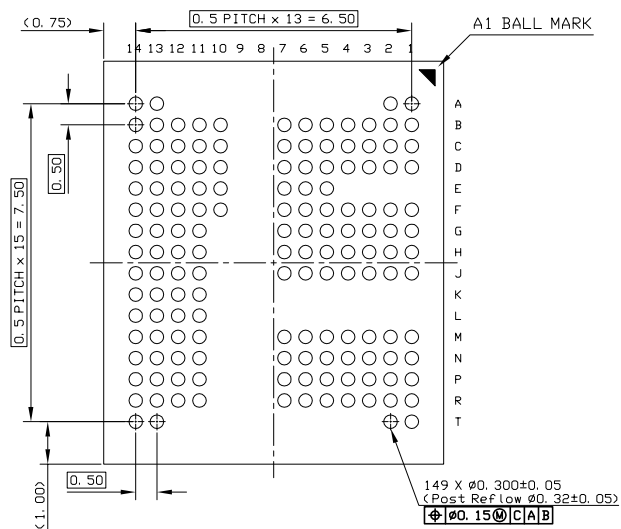 0.5 PITCH x 13 = 6.50
(0.75)
A1 BALL MARK
14 13 12 11 10 9 8 7 6 5 4 3 2 1
A
B
C
D
E
F
G
H
J
K
L
M
N
P
R
T
0.50
0.5 PITCH x 15 = 7.50
0.50
(1.00)
149 X Ø0.300±0.05
(Post Reflow Ø0.32±0.05)
⌖ Ø0.15Ⓜ C A B